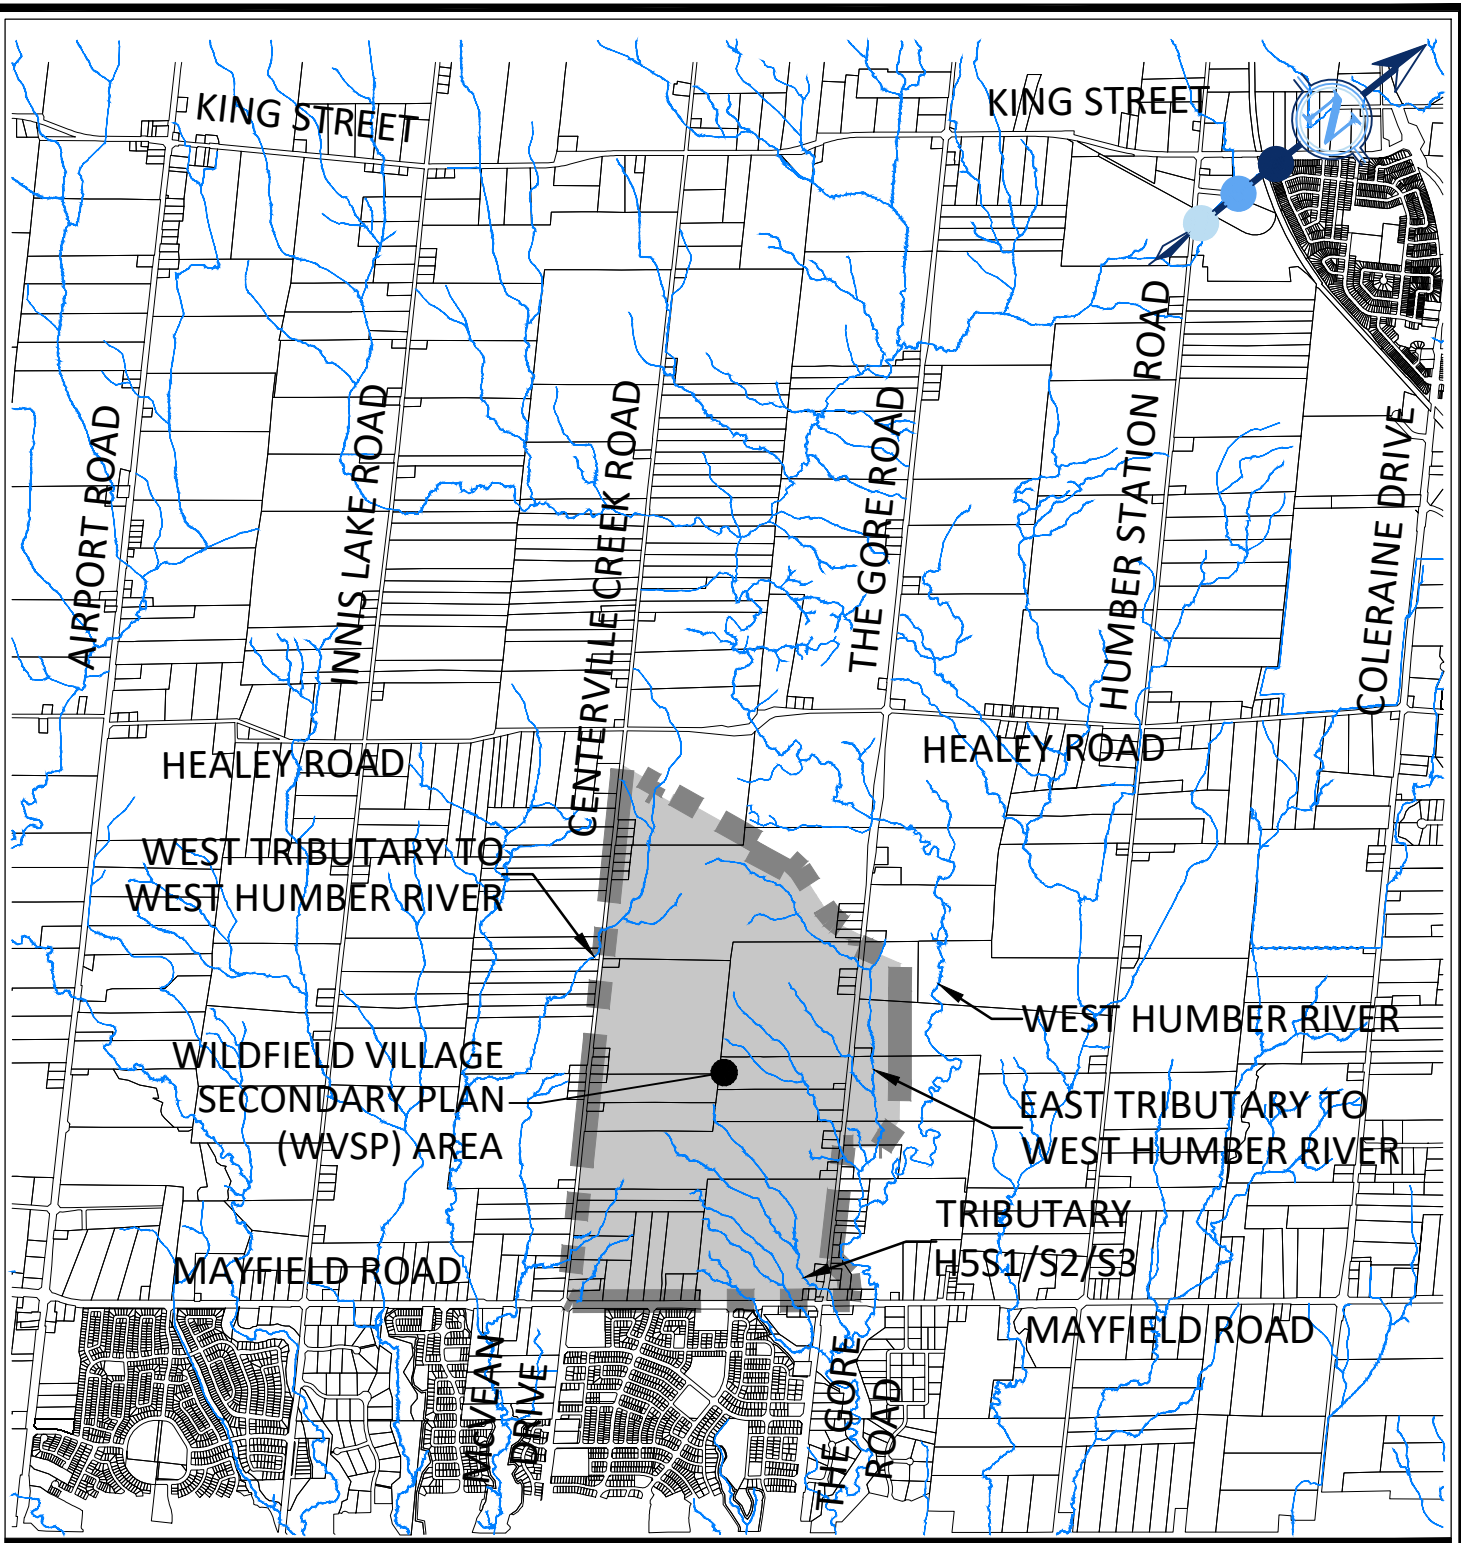 KING STREET
KING STREET
N
AIRPORT ROAD
INNIS LAKE ROAD
CENTERVILLE CREEK ROAD
THE GORE ROAD
HUMBER STATION ROAD
COLERAINE DRIVE
HEALEY ROAD
HEALEY ROAD
WEST TRIBUTARY TO
WEST HUMBER RIVER
WILDFIELD VILLAGE
SECONDARY PLAN
(WVSP) AREA
WEST HUMBER RIVER
EAST TRIBUTARY TO
WEST HUMBER RIVER
TRIBUTARY
H5S1/S2/S3
MAYFIELD ROAD
MAYFIELD ROAD
McVEAN
DRIVE
THE GORE
ROAD